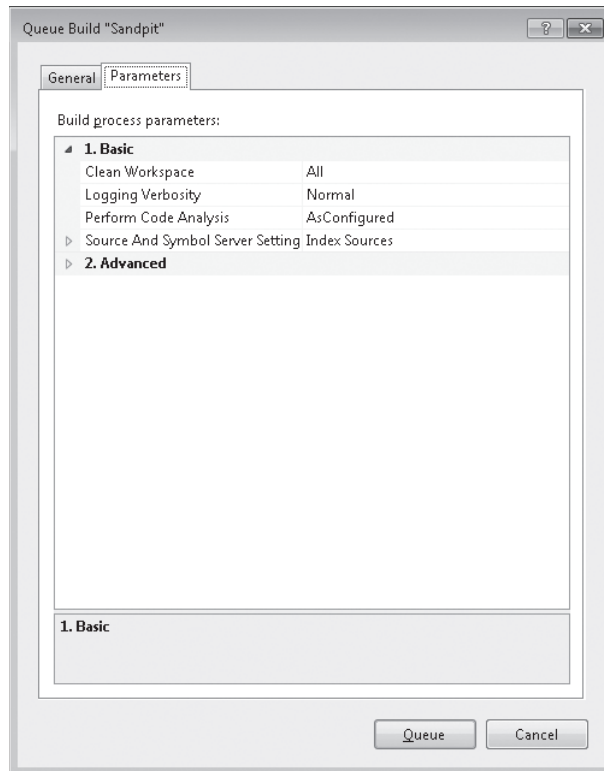 Queue Build "Sandpit"
General Parameters
Build process parameters:
1. Basic
Clean Workspace All
Logging Verbosity Normal
Perform Code Analysis AsConfigured
Source And Symbol Server Setting Index Sources
2. Advanced
1. Basic
Queue Cancel